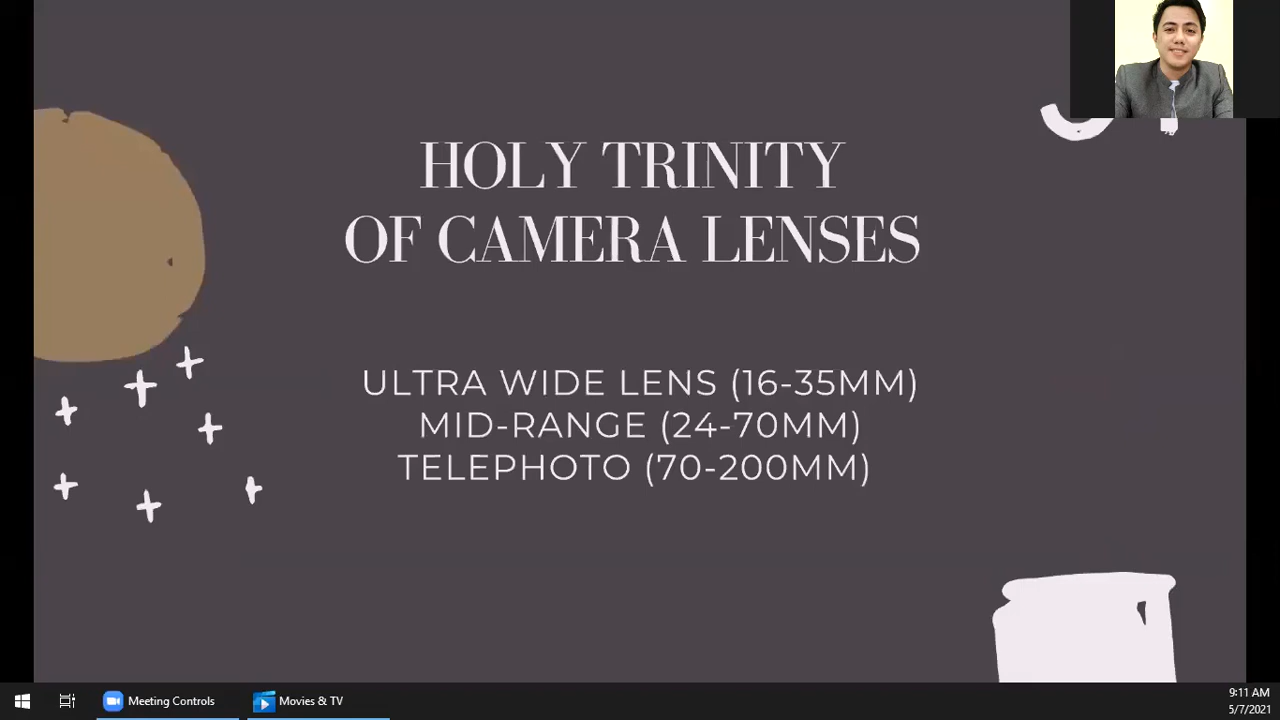 HOLY TRINITY
OF CAMERA LENSES
ULTRA WIDE LENS (16-35MM)
MID-RANGE (24-70MM)
TELEPHOTO (70-200MM)
Meeting Controls
Movies & TV
9:11 AM
5/7/2021